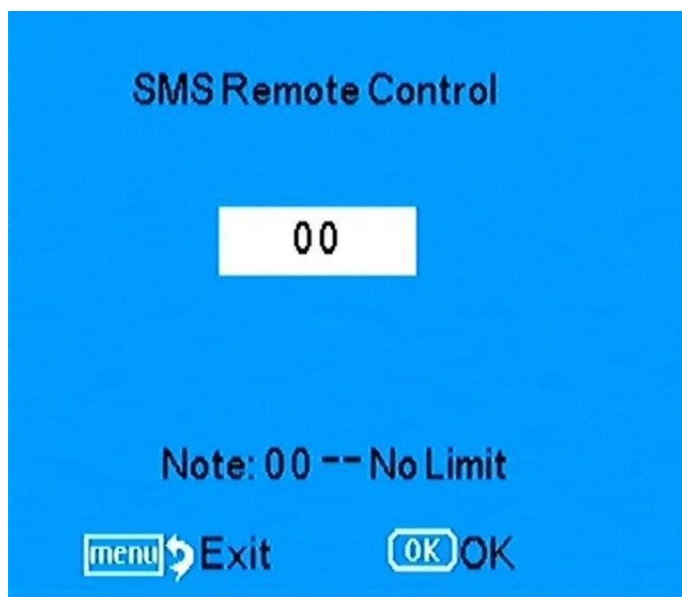 SMS Remote Control
00
Note: 00 -- No Limit
menu Exit OK OK